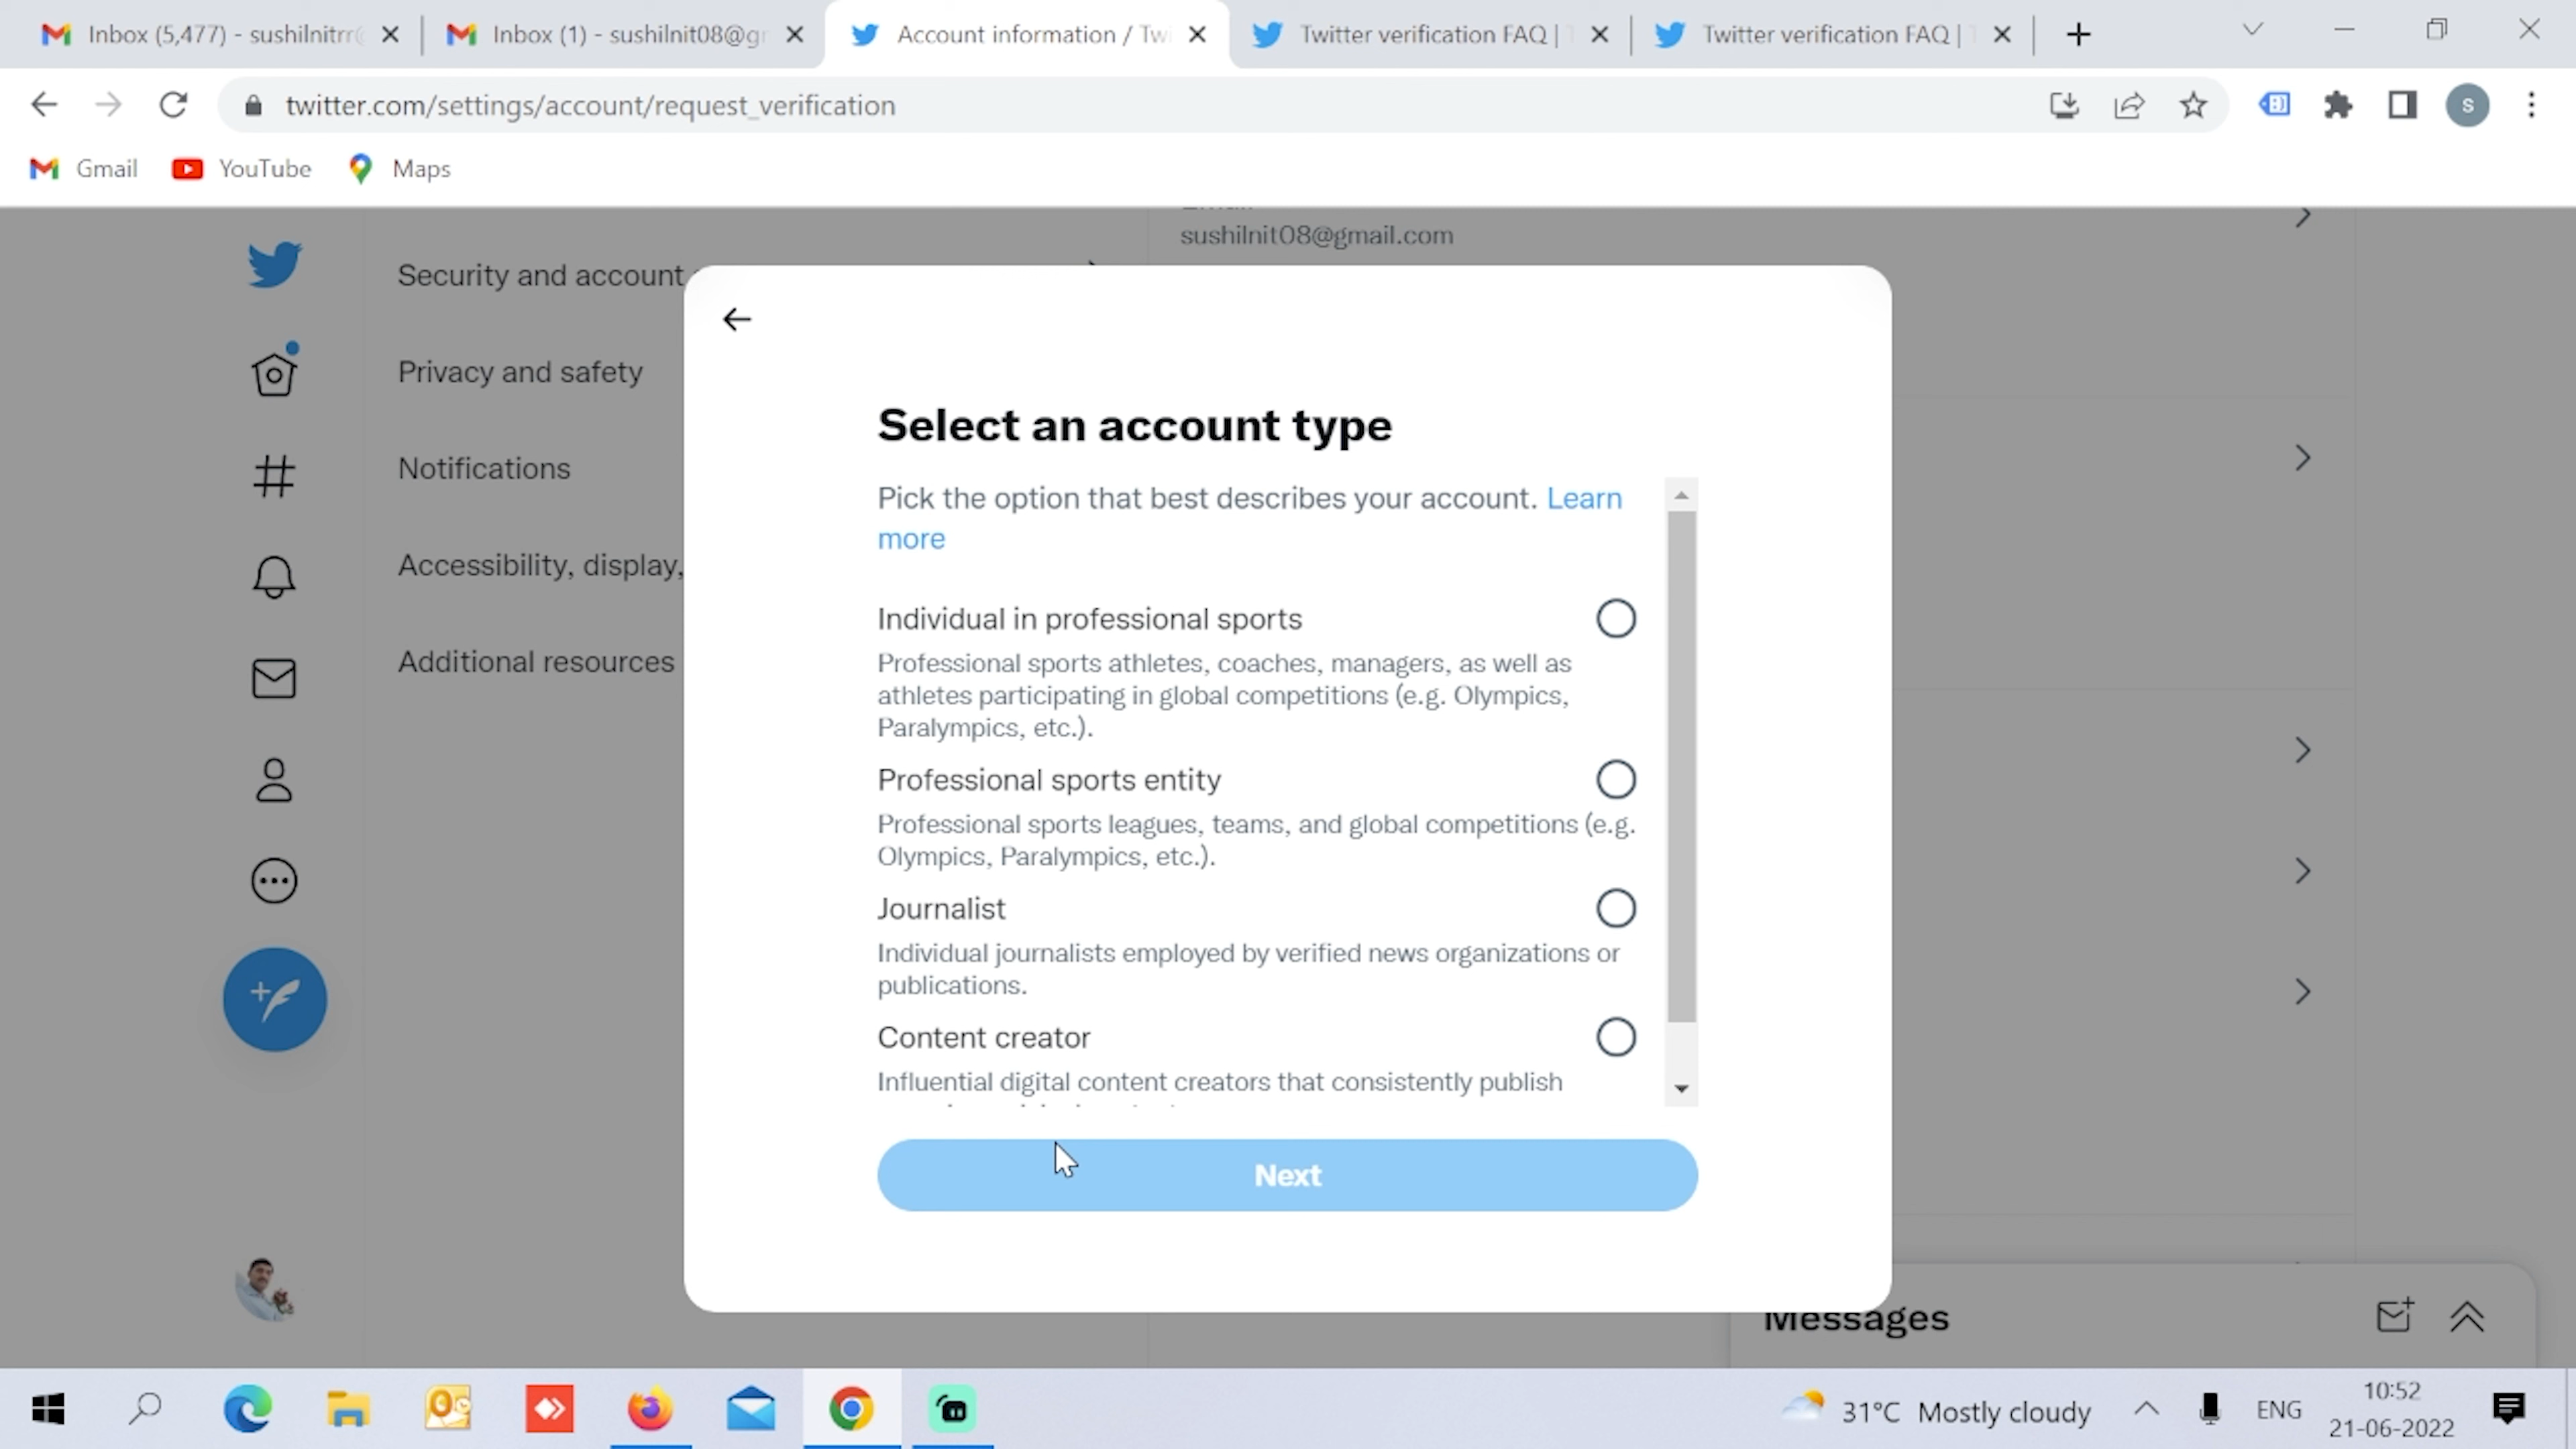 Inbox (5,477) - sushilnitrr@
Inbox (1) - sushilnit08@gr
Account information / Twi
Twitter verification FAQ |
Twitter verification FAQ |
twitter.com/settings/account/request_verification
S
Gmail
YouTube
Maps
sushilnit08@gmail.com
Security and account
Privacy and safety
Notifications
Accessibility, display,
Additional resources
Select an account type
Pick the option that best describes your account. Learn
more
Individual in professional sports
Professional sports athletes, coaches, managers, as well as
athletes participating in global competitions (e.g. Olympics,
Paralympics, etc.).
Professional sports entity
Professional sports leagues, teams, and global competitions (e.g.
Olympics, Paralympics, etc.).
Journalist
Individual journalists employed by verified news organizations or
publications.
Content creator
Influential digital content creators that consistently publish
Next
Messages
31°C Mostly cloudy
ENG
10:52
21-06-2022